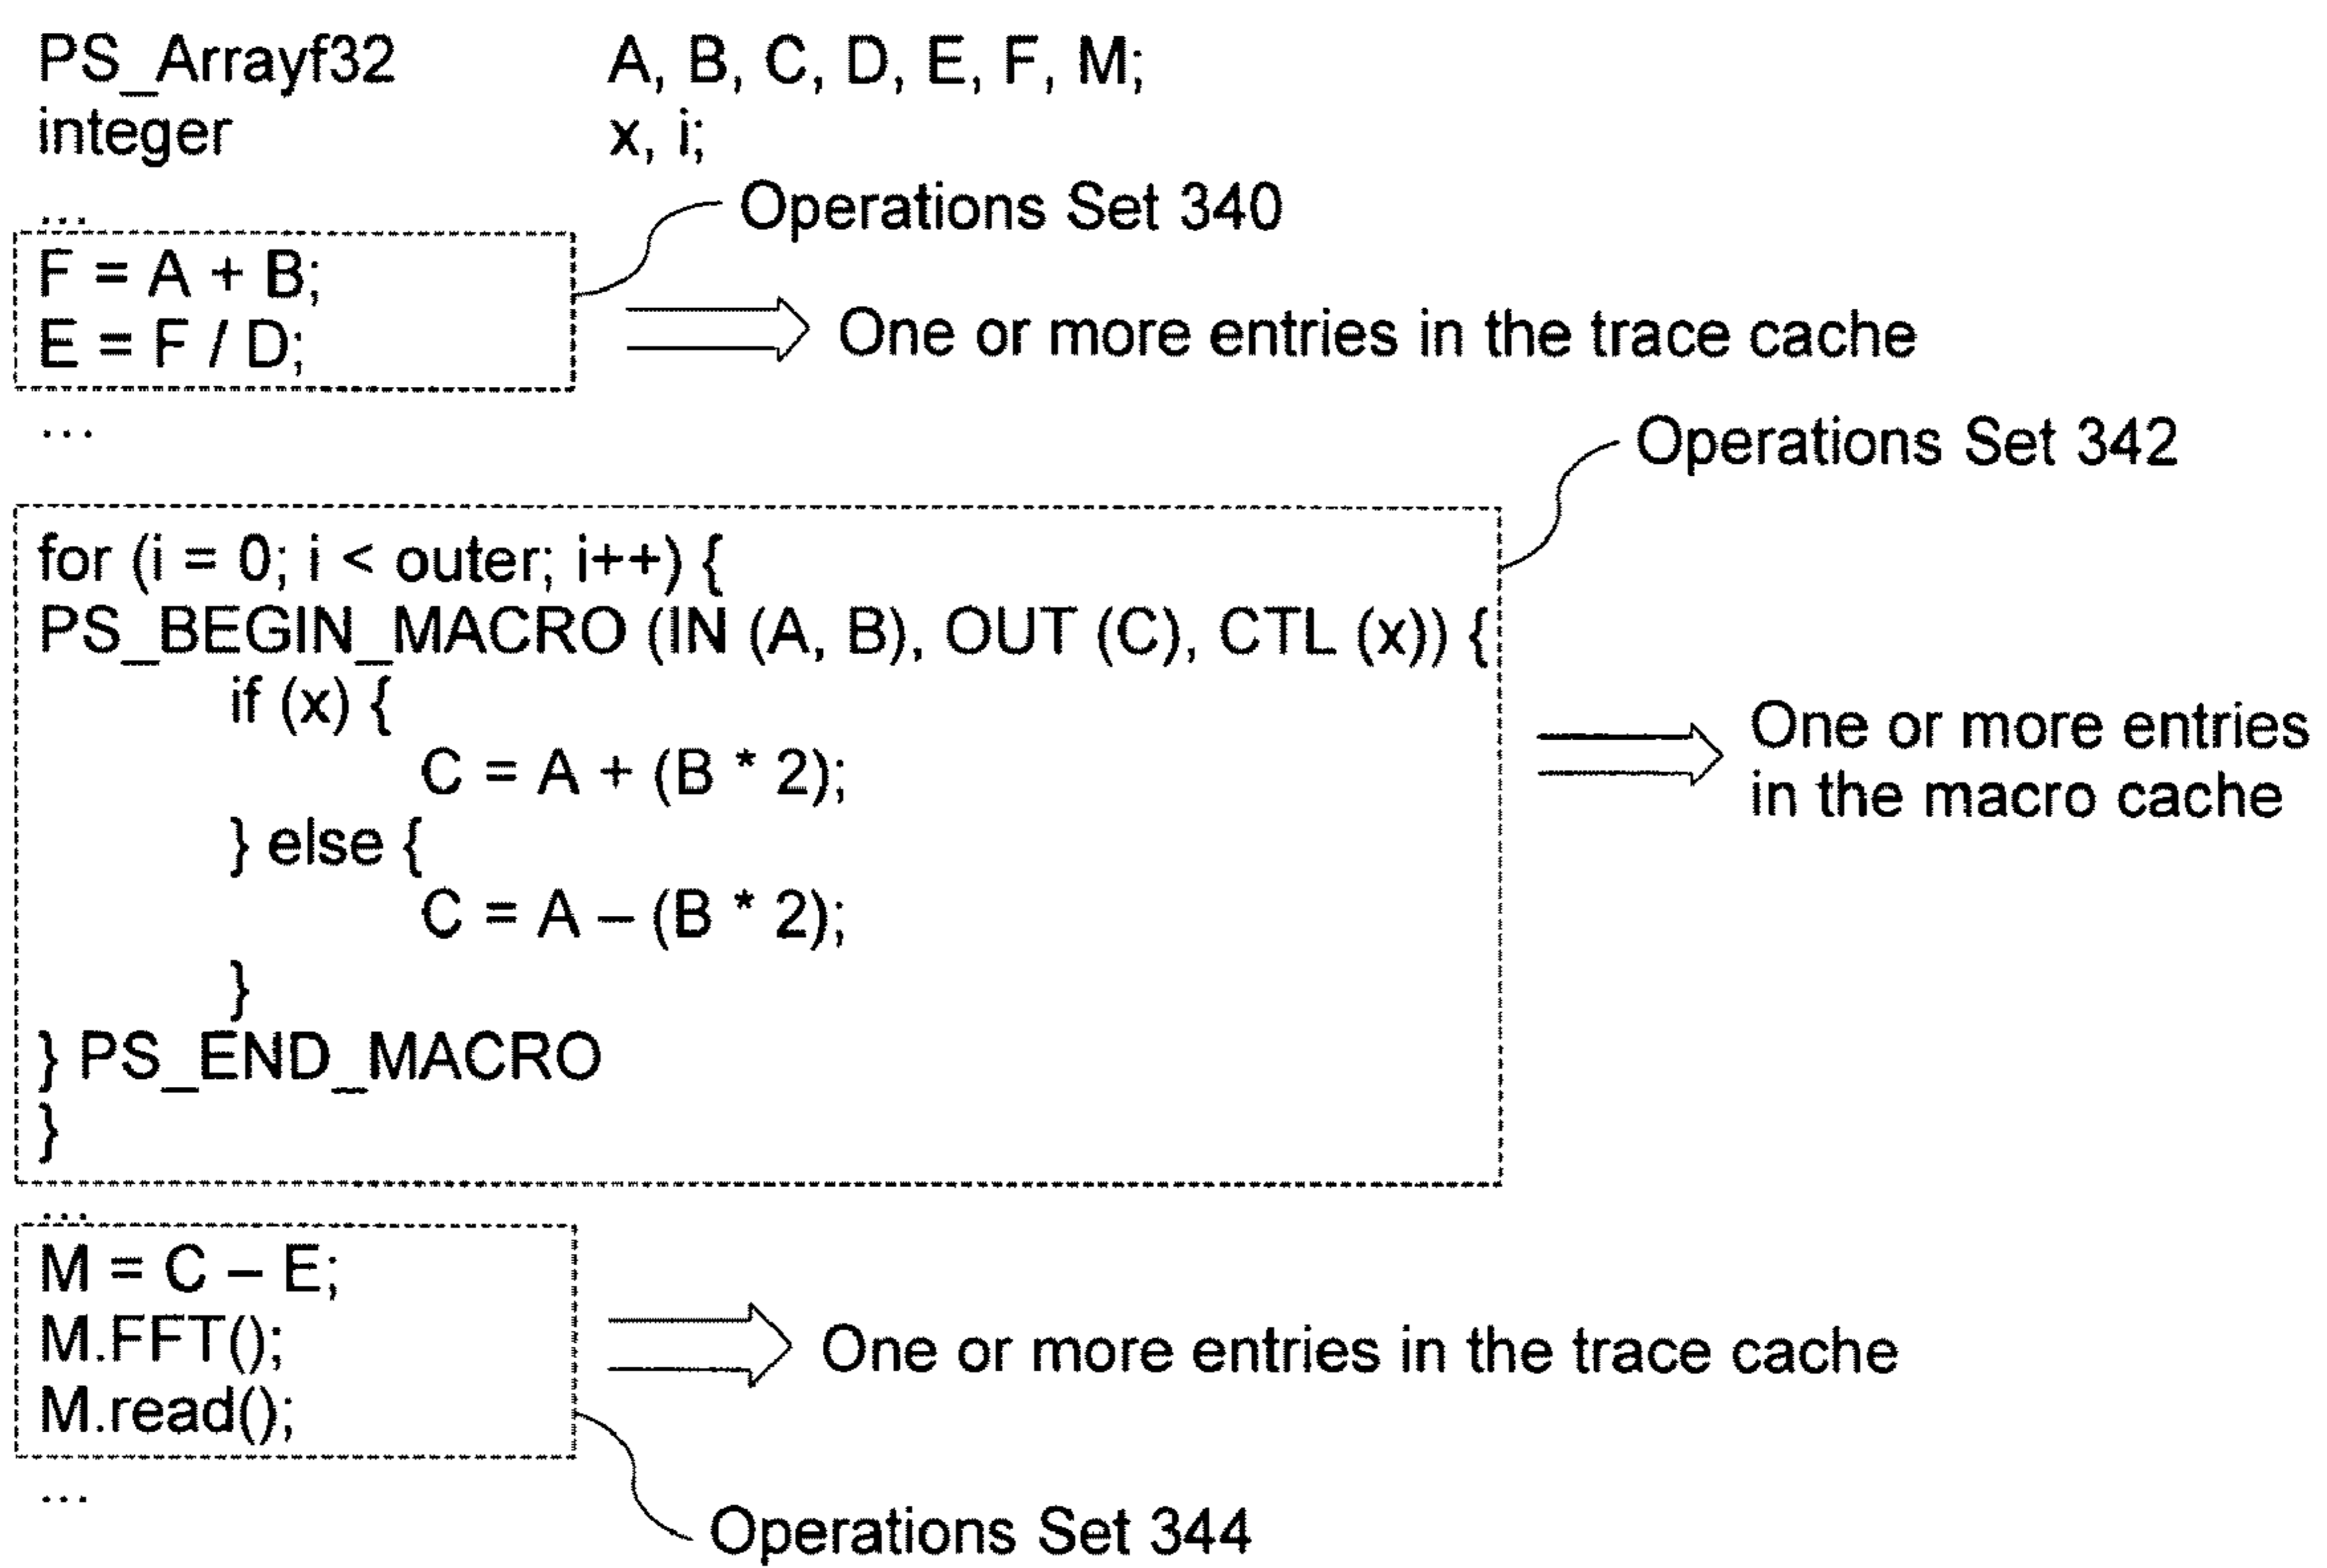 PS_Arrayf32 A, B, C, D, E, F, M;
integer x, i;
...
Operations Set 340
F = A + B;
E = F / D;
One or more entries in the trace cache
...
Operations Set 342
for (i = 0; i < outer; i++) {
PS_BEGIN_MACRO (IN (A, B), OUT (C), CTL (x)) {
if (x) {
C = A + (B * 2);
} else {
C = A – (B * 2);
}
} PS_END_MACRO
}
One or more entries
in the macro cache
...
M = C – E;
M.FFT();
M.read();
One or more entries in the trace cache
...
Operations Set 344